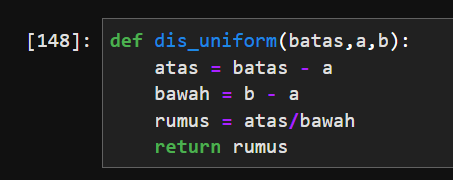 [148]: def dis_uniform(batas,a,b):
atas = batas - a
bawah = b - a
rumus = atas/bawah
return rumus